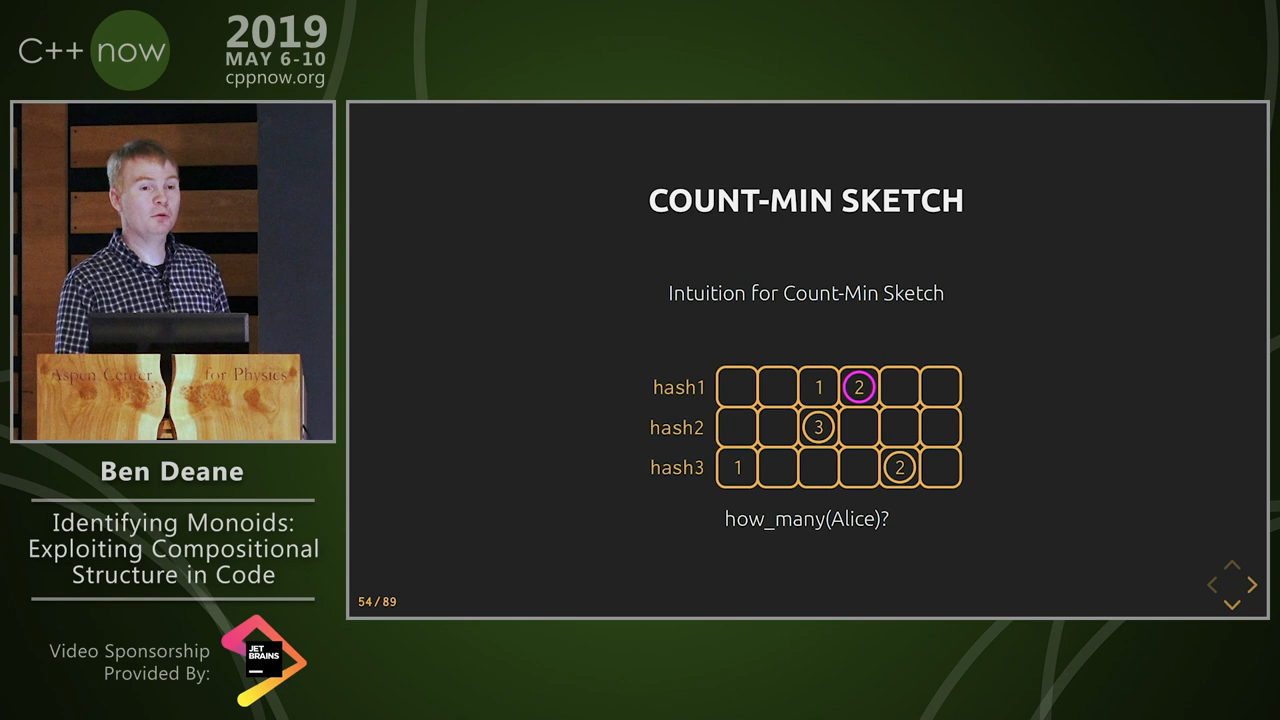 C++ now
2019
MAY 6-10
cppnow.org
Aspen Center for Physics
Ben Deane
Identifying Monoids:
Exploiting Compositional
Structure in Code
Video Sponsorship
Provided By:
JET
BRAINS
COUNT-MIN SKETCH
Intuition for Count-Min Sketch
hash1 1 2
hash2 3
hash3 1 2
how_many(Alice)?
54/89